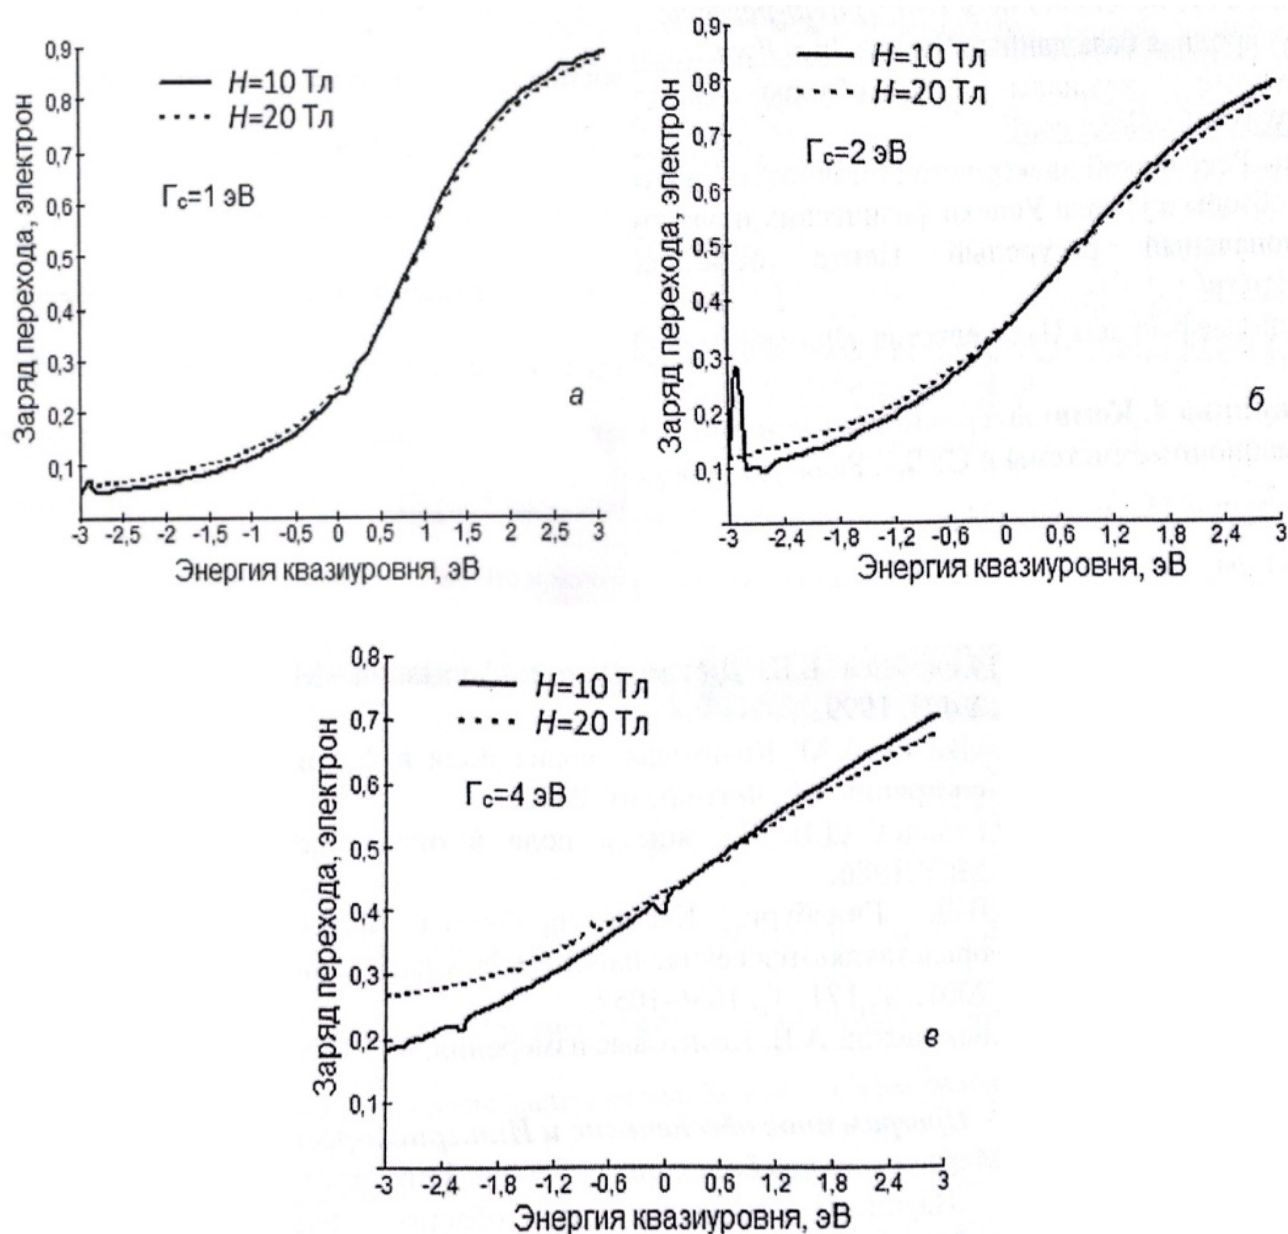 0,9
0,8
0,7
0,6
0,5
0,4
0,3
0,2
0,1
Заряд перехода, электрон
H=10 Тл
H=20 Тл
Γc=1 эВ
а
-3 -2,5 -2 -1,5 -1 -0,5 0 0,5 1 1,5 2 2,5 3
Энергия квазиуровня, эВ
0,9
0,8
0,7
0,6
0,5
0,4
0,3
0,2
0,1
Заряд перехода, электрон
H=10 Тл
H=20 Тл
Γc=2 эВ
б
-3 -2,4 -1,8 -1,2 -0,6 0 0,6 1,2 1,8 2,4 3
Энергия квазиуровня, эВ
0,8
0,7
0,6
0,5
0,4
0,3
0,2
0,1
Заряд перехода, электрон
H=10 Тл
H=20 Тл
Γc=4 эВ
в
-3 -2,4 -1,8 -1,2 -0,6 0 0,6 1,2 1,8 2,4 3
Энергия квазиуровня, эВ